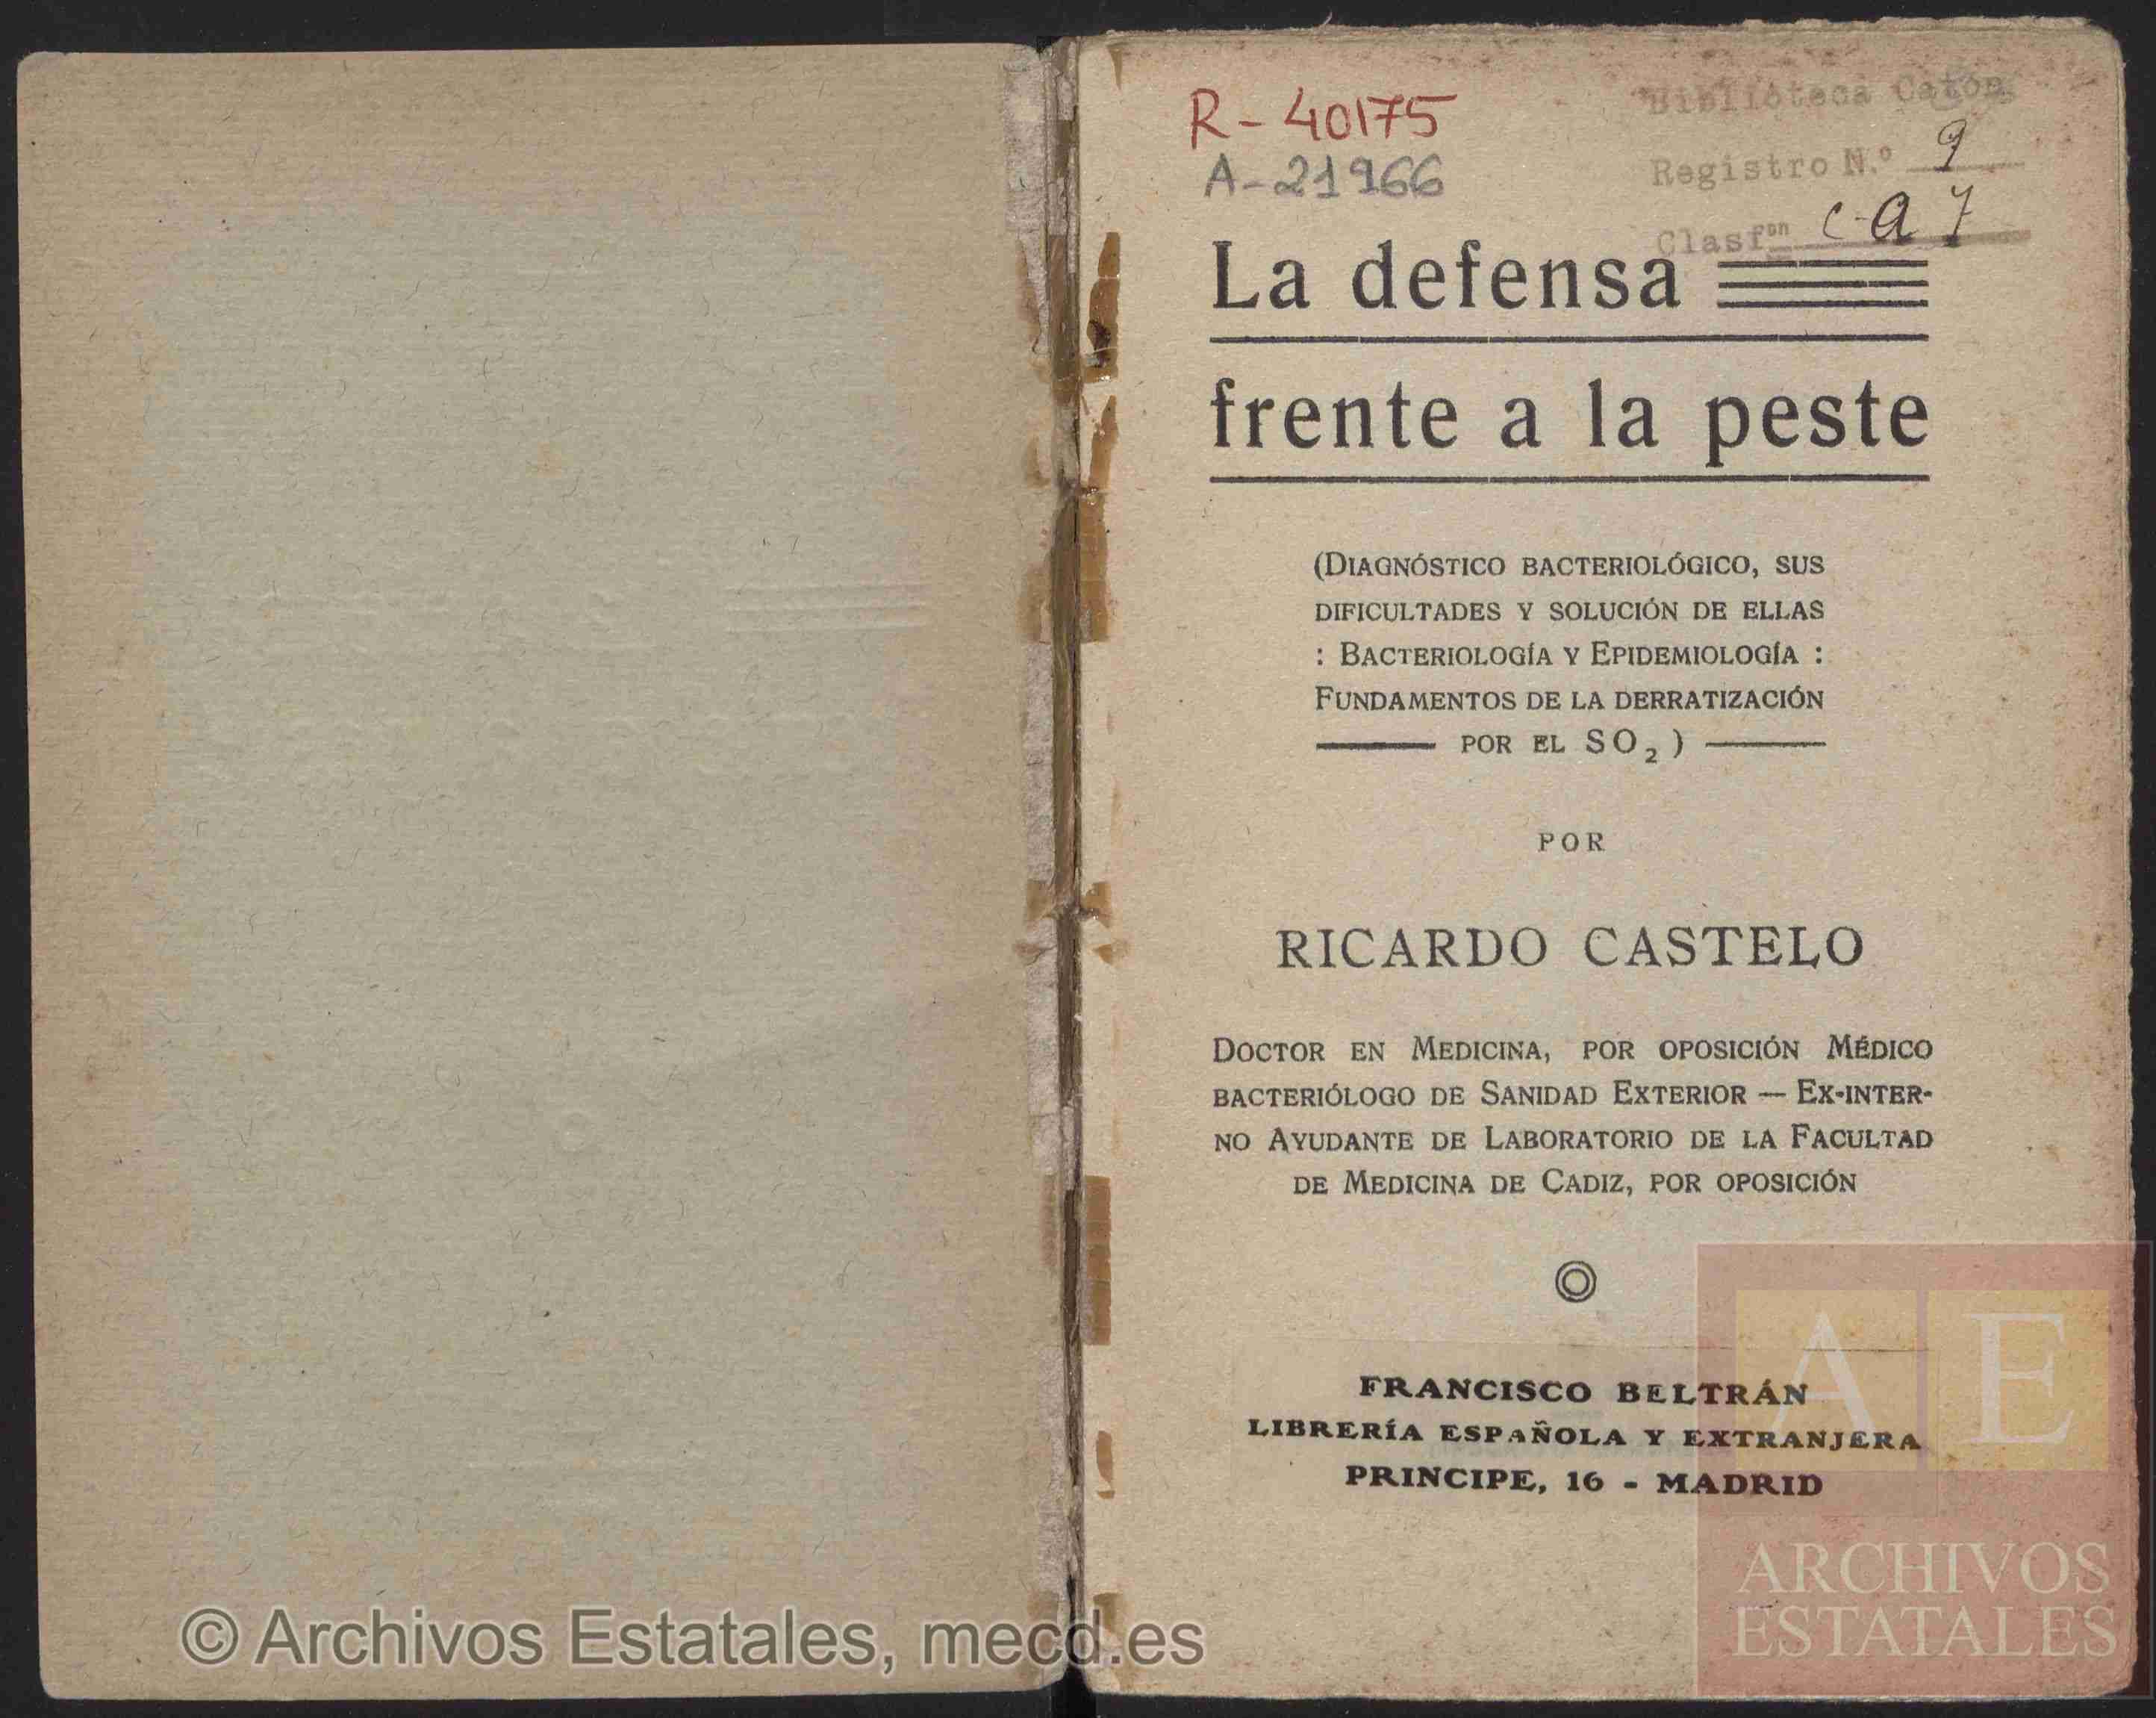 R - 40175
A - 21966
Biblioteca Catón
Registro N.º 9
Clasfon c-a 7
La defensa
frente a la peste
(Diagnóstico bacteriológico, sus
dificultades y solución de ellas
: Bacteriología y Epidemiología :
Fundamentos de la derratización
por el SO₂)
POR
RICARDO CASTELO
Doctor en Medicina, por oposición Médico
bacteriólogo de Sanidad Exterior — Ex-inter-
no Ayudante de Laboratorio de la Facultad
de Medicina de Cadiz, por oposición
FRANCISCO BELTRÁN
LIBRERÍA ESPAÑOLA Y EXTRANJERA
PRINCIPE, 16 - MADRID
A E
ARCHIVOS
ESTATALES
© Archivos Estatales, mecd.es